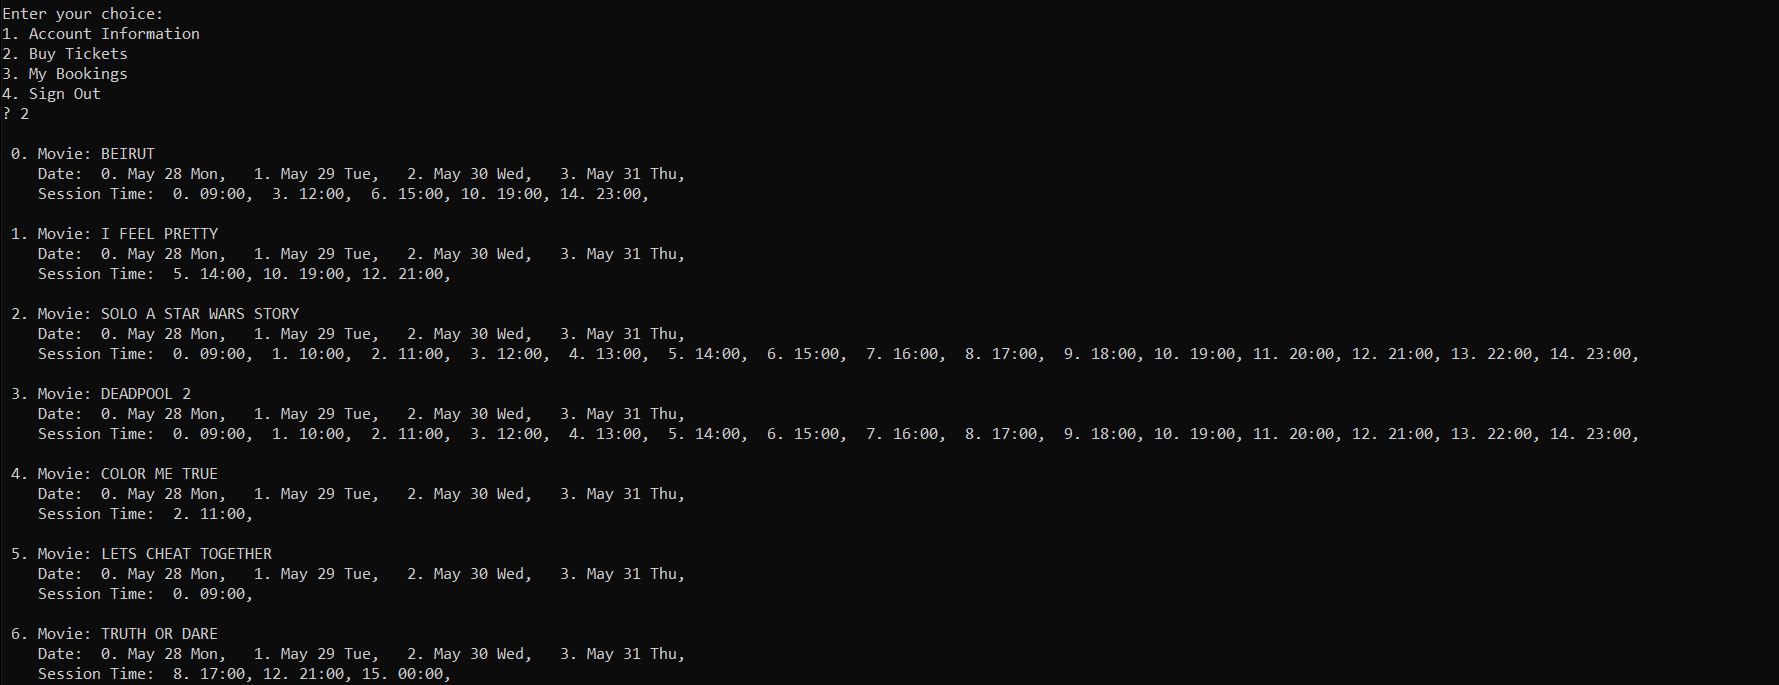 Enter your choice:
1. Account Information
2. Buy Tickets
3. My Bookings
4. Sign Out
? 2
0. Movie: BEIRUT
Date:  0. May 28 Mon,   1. May 29 Tue,   2. May 30 Wed,   3. May 31 Thu,
Session Time:  0. 09:00,  3. 12:00,  6. 15:00, 10. 19:00, 14. 23:00,
1. Movie: I FEEL PRETTY
Date:  0. May 28 Mon,   1. May 29 Tue,   2. May 30 Wed,   3. May 31 Thu,
Session Time:  5. 14:00, 10. 19:00, 12. 21:00,
2. Movie: SOLO A STAR WARS STORY
Date:  0. May 28 Mon,   1. May 29 Tue,   2. May 30 Wed,   3. May 31 Thu,
Session Time:  0. 09:00,  1. 10:00,  2. 11:00,  3. 12:00,  4. 13:00,  5. 14:00,  6. 15:00,  7. 16:00,  8. 17:00,  9. 18:00, 10. 19:00, 11. 20:00, 12. 21:00, 13. 22:00, 14. 23:00,
3. Movie: DEADPOOL 2
Date:  0. May 28 Mon,   1. May 29 Tue,   2. May 30 Wed,   3. May 31 Thu,
Session Time:  0. 09:00,  1. 10:00,  2. 11:00,  3. 12:00,  4. 13:00,  5. 14:00,  6. 15:00,  7. 16:00,  8. 17:00,  9. 18:00, 10. 19:00, 11. 20:00, 12. 21:00, 13. 22:00, 14. 23:00,
4. Movie: COLOR ME TRUE
Date:  0. May 28 Mon,   1. May 29 Tue,   2. May 30 Wed,   3. May 31 Thu,
Session Time:  2. 11:00,
5. Movie: LETS CHEAT TOGETHER
Date:  0. May 28 Mon,   1. May 29 Tue,   2. May 30 Wed,   3. May 31 Thu,
Session Time:  0. 09:00,
6. Movie: TRUTH OR DARE
Date:  0. May 28 Mon,   1. May 29 Tue,   2. May 30 Wed,   3. May 31 Thu,
Session Time:  8. 17:00, 12. 21:00, 15. 00:00,